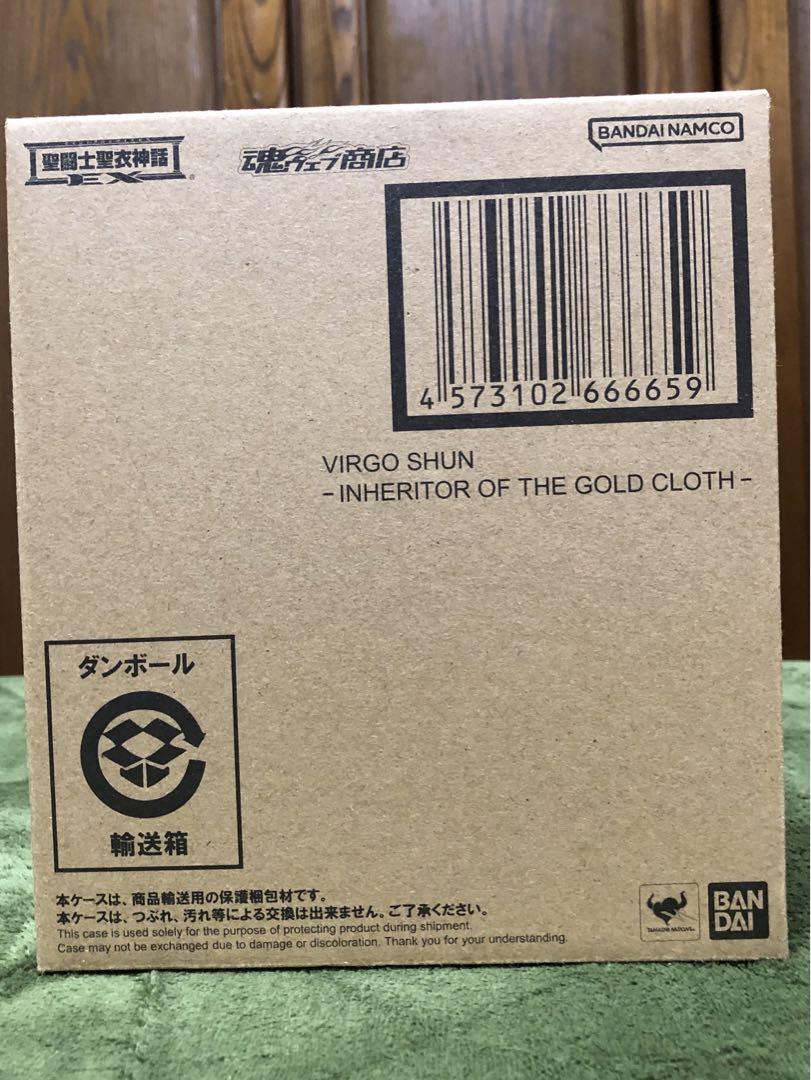 聖闘士聖衣神話
EX
魂ウェブ商店
BANDAI NAMCO
4 573102 666659
VIRGO SHUN
-INHERITOR OF THE GOLD CLOTH-
ダンボール
輸送箱
本ケースは、商品輸送用の保護梱包材です。
本ケースは、つぶれ、汚れ等による交換は出来ません。ご了承ください。
This case is used solely for the purpose of protecting product during shipment.
Case may not be exchanged due to damage or discoloration. Thank you for your understanding.
TAMASHII NATIONS
BAN
DAI